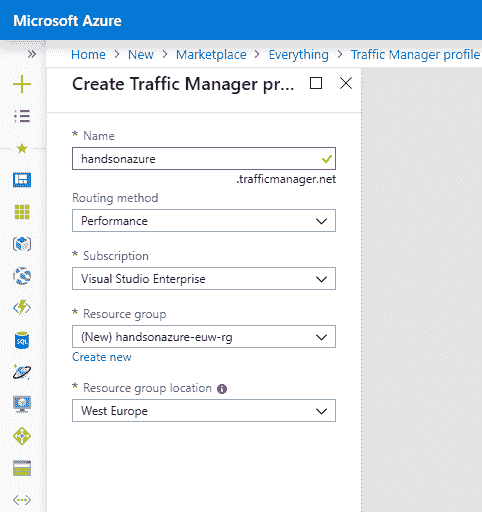 Microsoft Azure
Home > New > Marketplace > Everything > Traffic Manager profile
Create Traffic Manager pr...
* Name
handsonazure
.trafficmanager.net
Routing method
Performance
* Subscription
Visual Studio Enterprise
* Resource group
(New) handsonazure-euw-rg
Create new
* Resource group location
West Europe
SQL